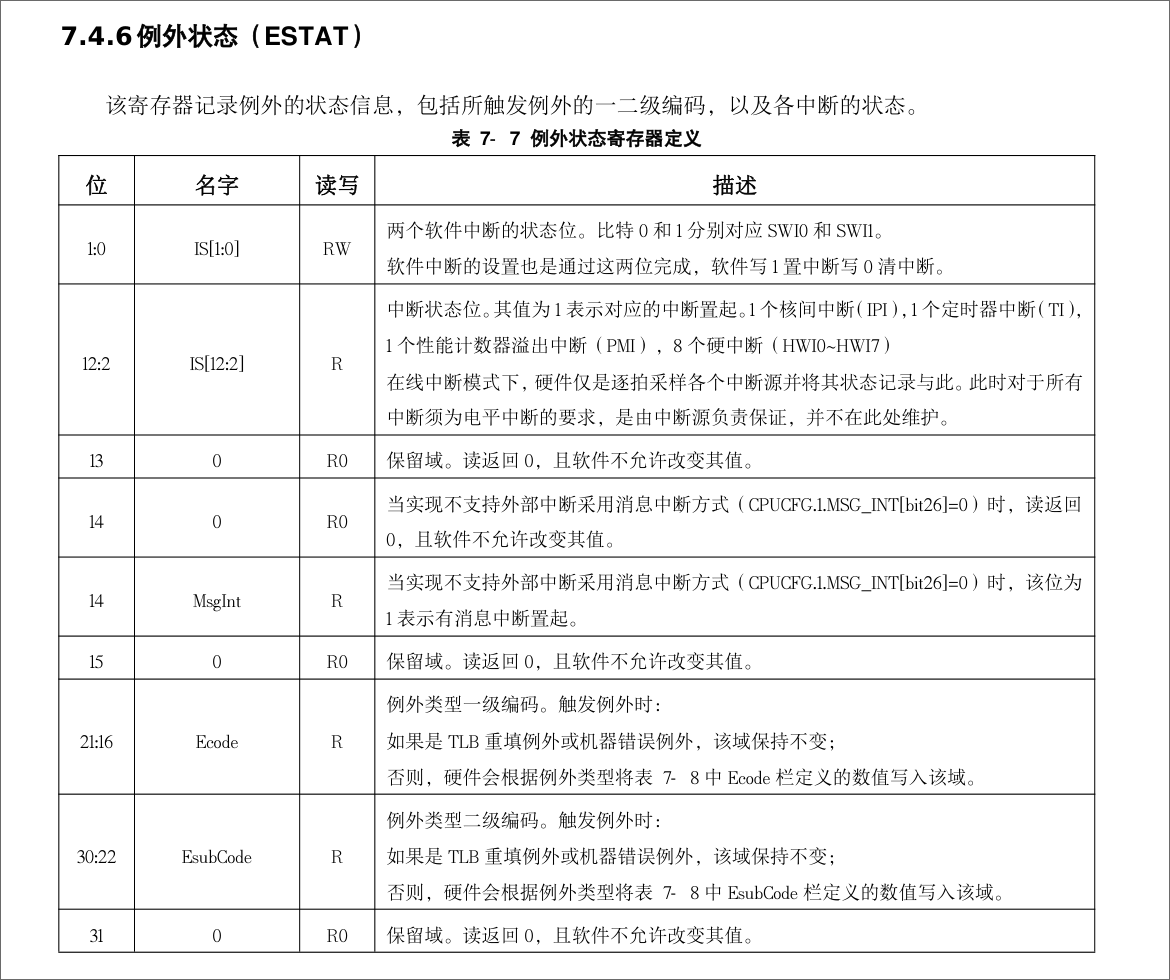 7.4.6 例外状态（ESTAT）
该寄存器记录例外的状态信息，包括所触发例外的一二级编码，以及各中断的状态。
表 7- 7 例外状态寄存器定义
位 名字 读写 描述
1:0 IS[1:0] RW 两个软件中断的状态位。比特 0 和 1 分别对应 SWI0 和 SWI1。
软件中断的设置也是通过这两位完成，软件写 1 置中断写 0 清中断。
12:2 IS[12:2] R 中断状态位。其值为 1 表示对应的中断置起。1 个核间中断（IPI），1 个定时器中断（TI），
1 个性能计数器溢出中断（PMI），8 个硬中断（HWI0~HWI7）
在线中断模式下，硬件仅是逐拍采样各个中断源并将其状态记录与此。此时对于所有
中断须为电平中断的要求，是由中断源负责保证，并不在此处维护。
13 0 R0 保留域。读返回 0，且软件不允许改变其值。
14 0 R0 当实现不支持外部中断采用消息中断方式（CPUCFG.1.MSG_INT[bit26]=0）时，读返回
0，且软件不允许改变其值。
14 MsgInt R 当实现不支持外部中断采用消息中断方式（CPUCFG.1.MSG_INT[bit26]=0）时，该位为
1 表示有消息中断置起。
15 0 R0 保留域。读返回 0，且软件不允许改变其值。
21:16 Ecode R 例外类型一级编码。触发例外时：
如果是 TLB 重填例外或机器错误例外，该域保持不变；
否则，硬件会根据例外类型将表 7- 8 中 Ecode 栏定义的数值写入该域。
30:22 EsubCode R 例外类型二级编码。触发例外时：
如果是 TLB 重填例外或机器错误例外，该域保持不变；
否则，硬件会根据例外类型将表 7- 8 中 EsubCode 栏定义的数值写入该域。
31 0 R0 保留域。读返回 0，且软件不允许改变其值。